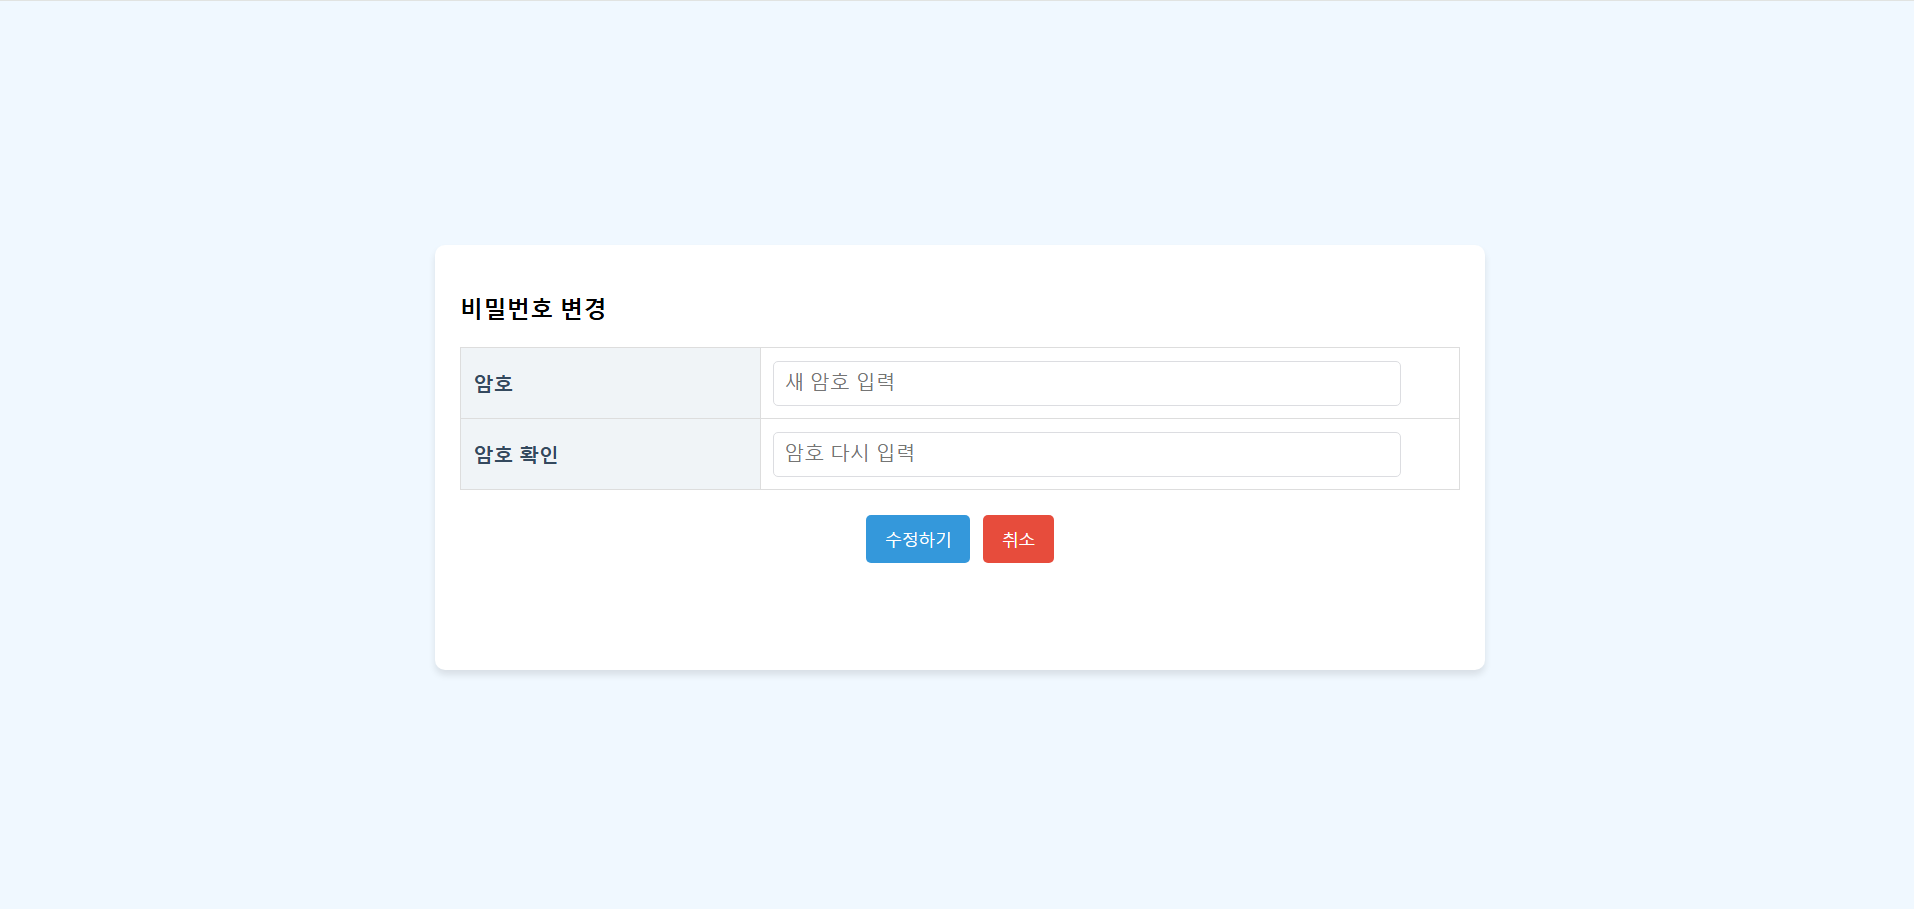 비밀번호 변경
암호
새 암호 입력
암호 확인
암호 다시 입력
수정하기 취소